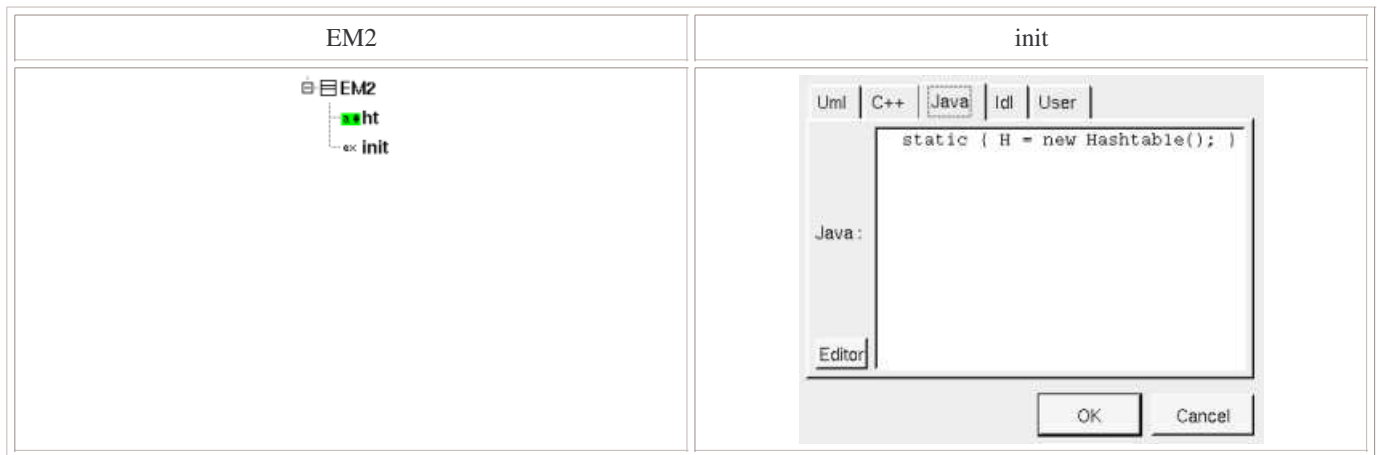 EM2
init
EM2
ht
ex init
Uml C++ Java Idl User
static { H = new Hashtable(); }
Java :
Editor
OK Cancel